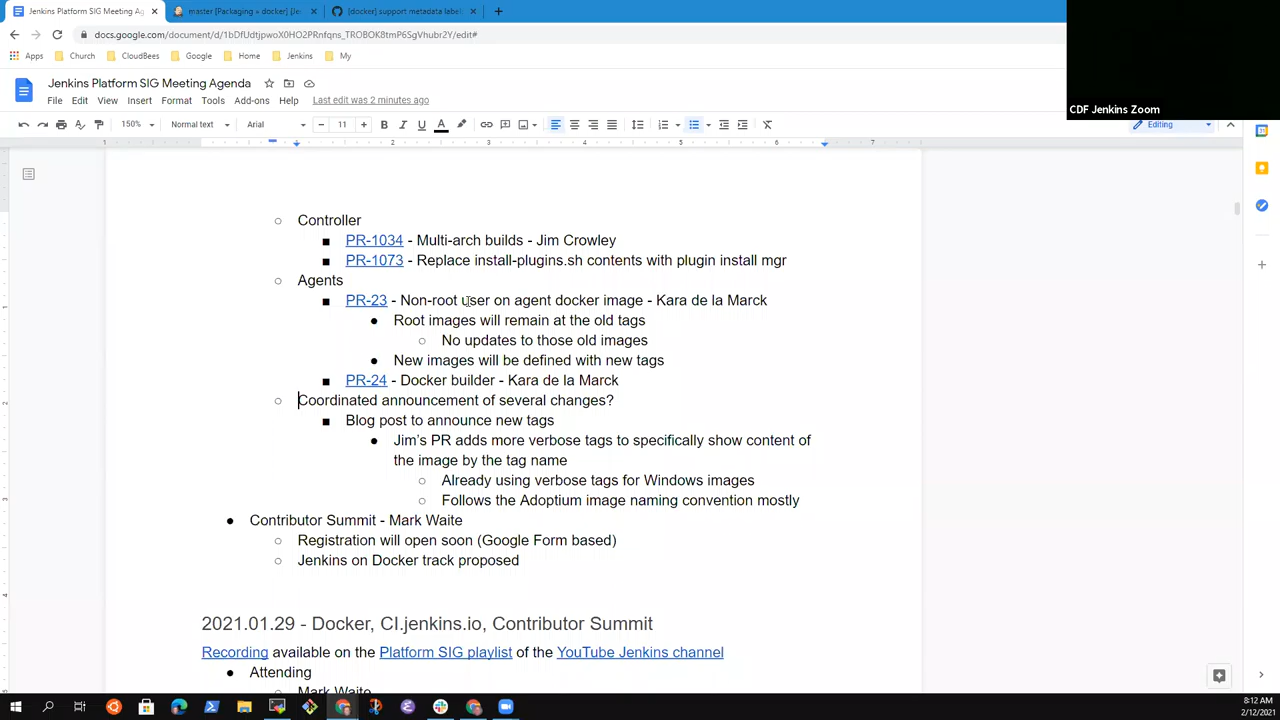 Jenkins Platform SIG Meeting Ag
master [Packaging » docker] [Je
[docker] support metadata label
docs.google.com/document/d/1bDfUdtjpwoX0HO2PRnfqns_TROBOK8tmP6SgVhubr2Y/edit#
Apps Church CloudBees Google Home Jenkins My
CDF Jenkins Zoom
Jenkins Platform SIG Meeting Agenda
File Edit View Insert Format Tools Add-ons Help Last edit was 2 minutes ago
150% Normal text Arial 11 Editing
1 1 2 3 4 5 6 7
Controller
PR-1034 - Multi-arch builds - Jim Crowley
PR-1073 - Replace install-plugins.sh contents with plugin install mgr
Agents
PR-23 - Non-root user on agent docker image - Kara de la Marck
Root images will remain at the old tags
No updates to those old images
New images will be defined with new tags
PR-24 - Docker builder - Kara de la Marck
Coordinated announcement of several changes?
Blog post to announce new tags
Jim's PR adds more verbose tags to specifically show content of
the image by the tag name
Already using verbose tags for Windows images
Follows the Adoptium image naming convention mostly
Contributor Summit - Mark Waite
Registration will open soon (Google Form based)
Jenkins on Docker track proposed
2021.01.29 - Docker, CI.jenkins.io, Contributor Summit
Recording available on the Platform SIG playlist of the YouTube Jenkins channel
Attending
Mark Waite
8:12 AM
2/12/2021